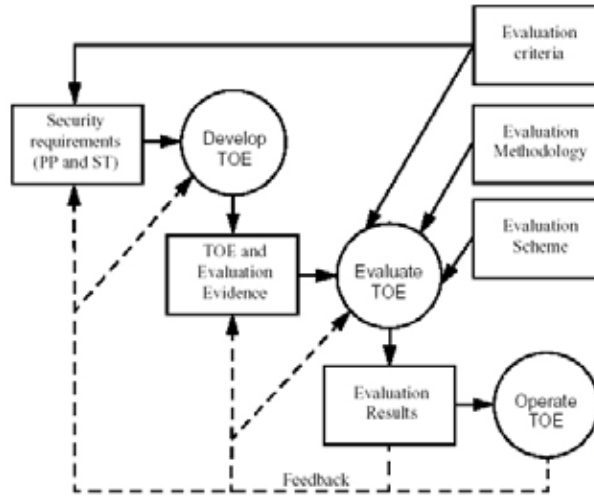 Evaluation
criteria
Security
requirements
(PP and ST)
Develop
TOE
Evaluation
Methodology
Evaluation
Scheme
TOE and
Evaluation
Evidence
Evaluate
TOE
Evaluation
Results
Operate
TOE
Feedback